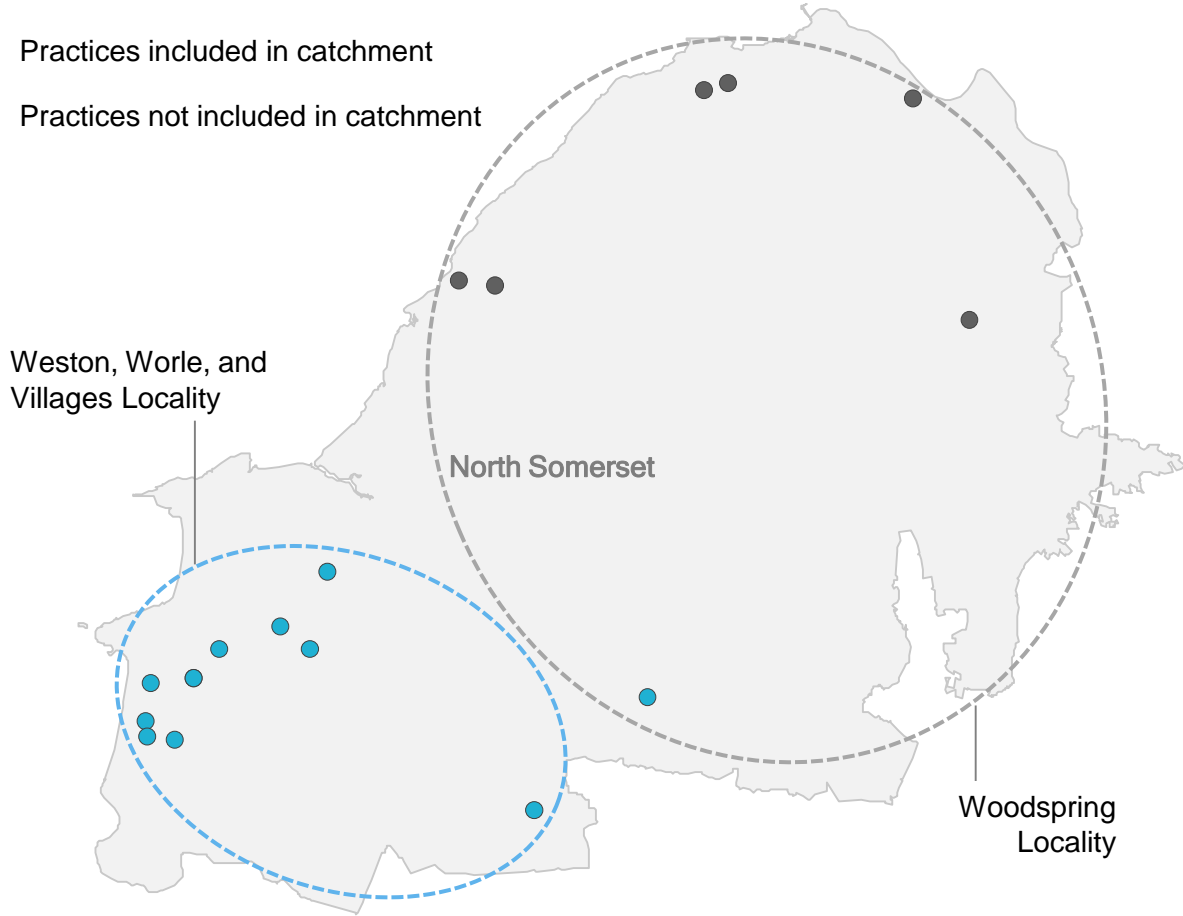 Practices included in catchment
Practices not included in catchment
Weston, Worle, and
Villages Locality
North Somerset
Woodspring
Locality